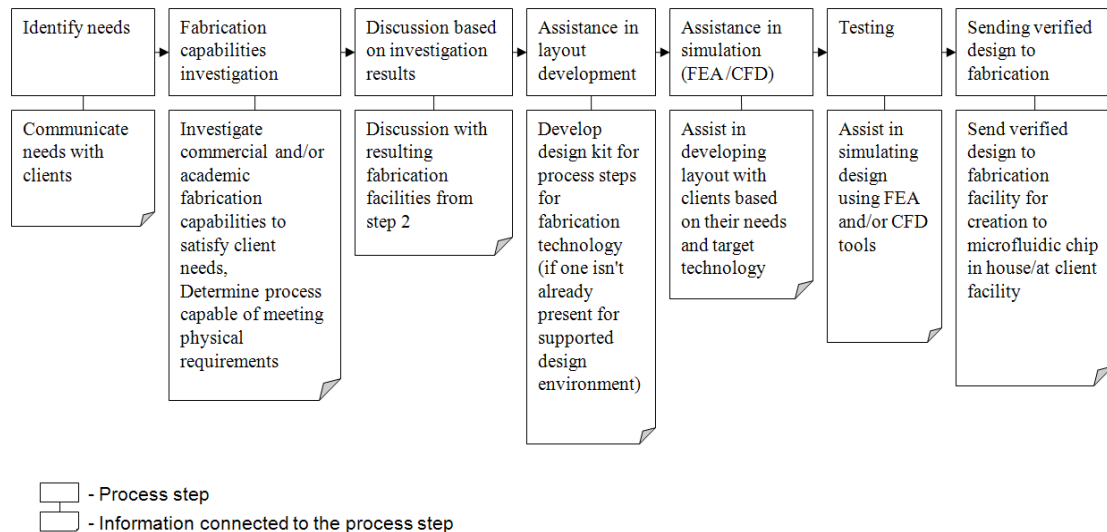 Identify needs
Fabrication
capabilities
investigation
Discussion based
on investigation
results
Assistance in
layout
development
Assistance in
simulation
(FEA/CFD)
Testing
Sending verified
design to
fabrication
Communicate
needs with
clients
Investigate
commercial and/or
academic
fabrication
capabilities to
satisfy client
needs,
Determine process
capable of meeting
physical
requirements
Discussion with
resulting
fabrication
facilities from
step 2
Develop
design kit for
process steps
for
fabrication
technology
(if one isn't
already
present for
supported
design
environment)
Assist in
developing
layout with
clients based
on their needs
and target
technology
Assist in
simulating
design
using FEA
and/or CFD
tools
Send verified
design to
fabrication
facility for
creation to
microfluidic chip
in house/at client
facility
- Process step
- Information connected to the process step